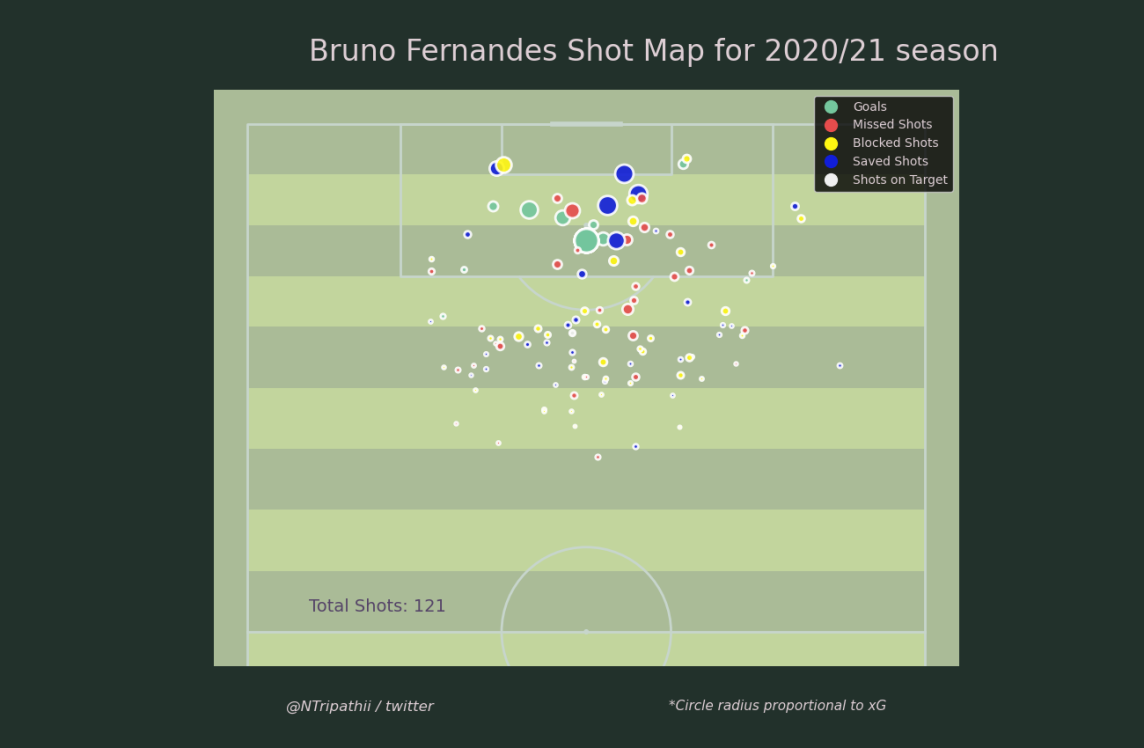 Bruno Fernandes Shot Map for 2020/21 season
Goals
Missed Shots
Blocked Shots
Saved Shots
Shots on Target
Total Shots: 121
@NTripathii / twitter
*Circle radius proportional to xG